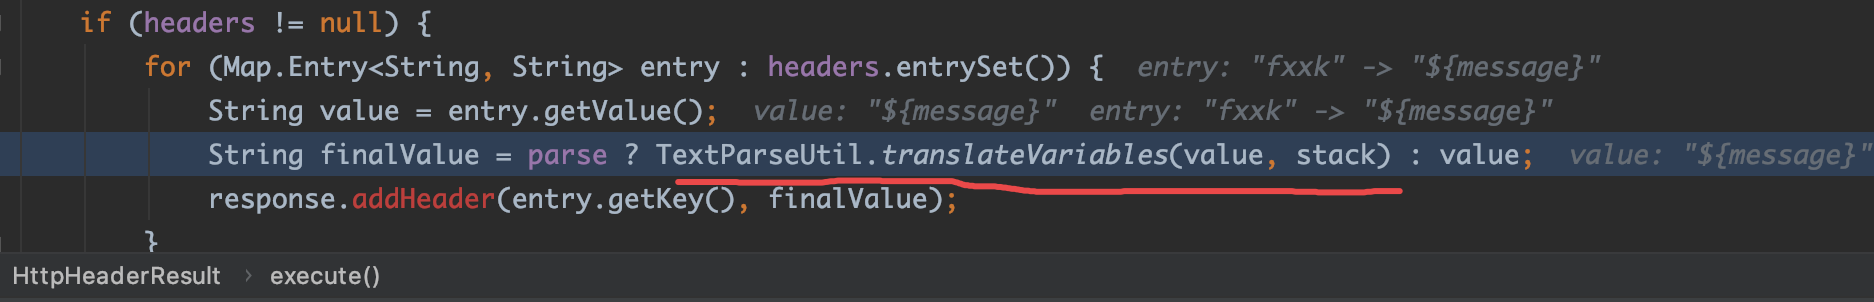 if (headers != null) {
for (Map.Entry<String, String> entry : headers.entrySet()) {  entry: "fxxk" -> "${message}"
String value = entry.getValue();  value: "${message}"  entry: "fxxk" -> "${message}"
String finalValue = parse ? TextParseUtil.translateVariables(value, stack) : value;  value: "${message}"
response.addHeader(entry.getKey(), finalValue);
}
HttpHeaderResult › execute()